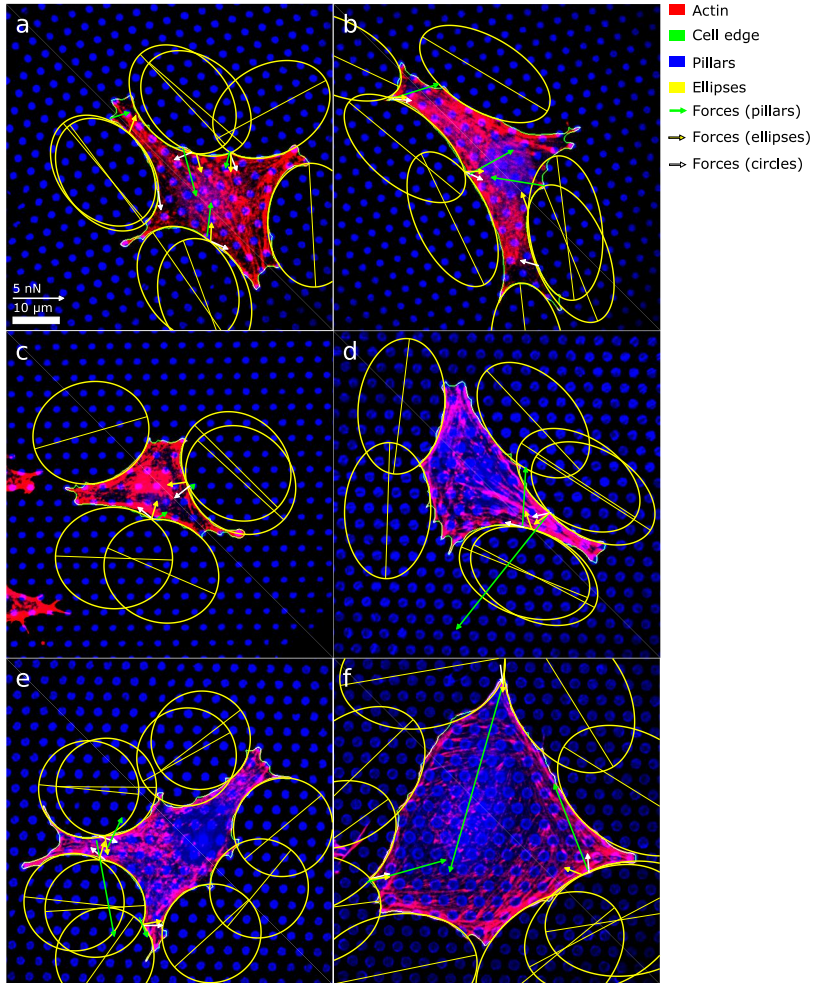 a
b
c
d
e
f
5 nN
10 μm
Actin
Cell edge
Pillars
Ellipses
Forces (pillars)
Forces (ellipses)
Forces (circles)